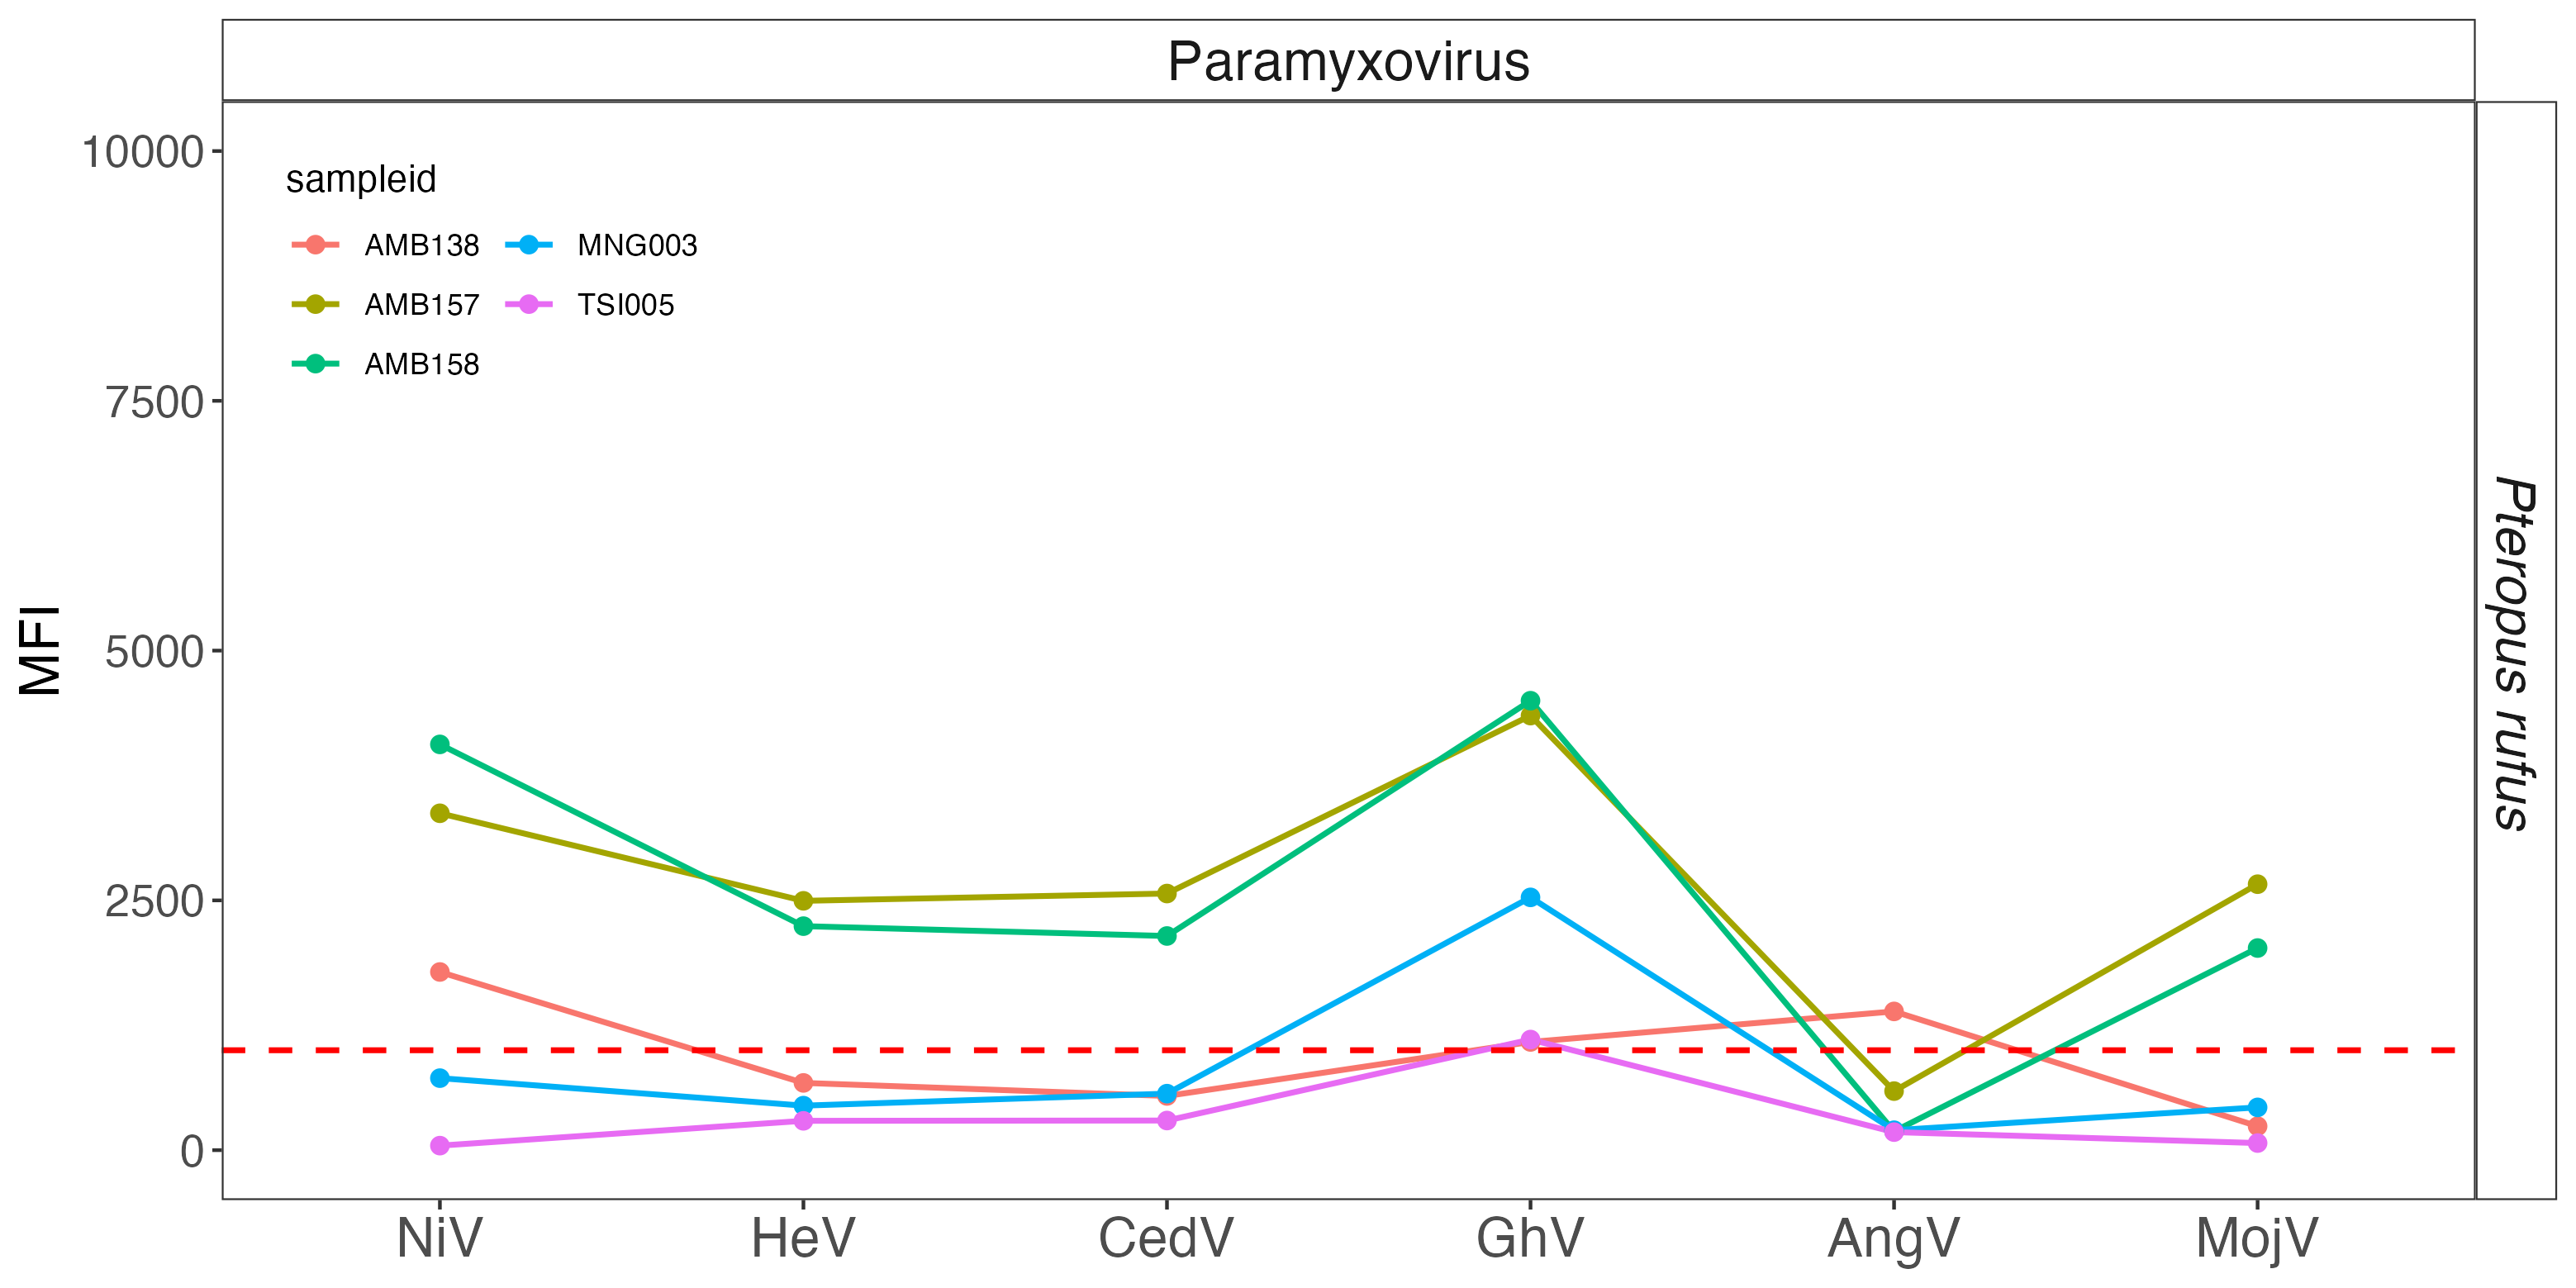 Paramyxovirus
10000
7500
5000
2500
0
MFI
sampleid
AMB138 MNG003
AMB157 TSI005
AMB158
Pteropus rufus
NiV HeV CedV GhV AngV MojV